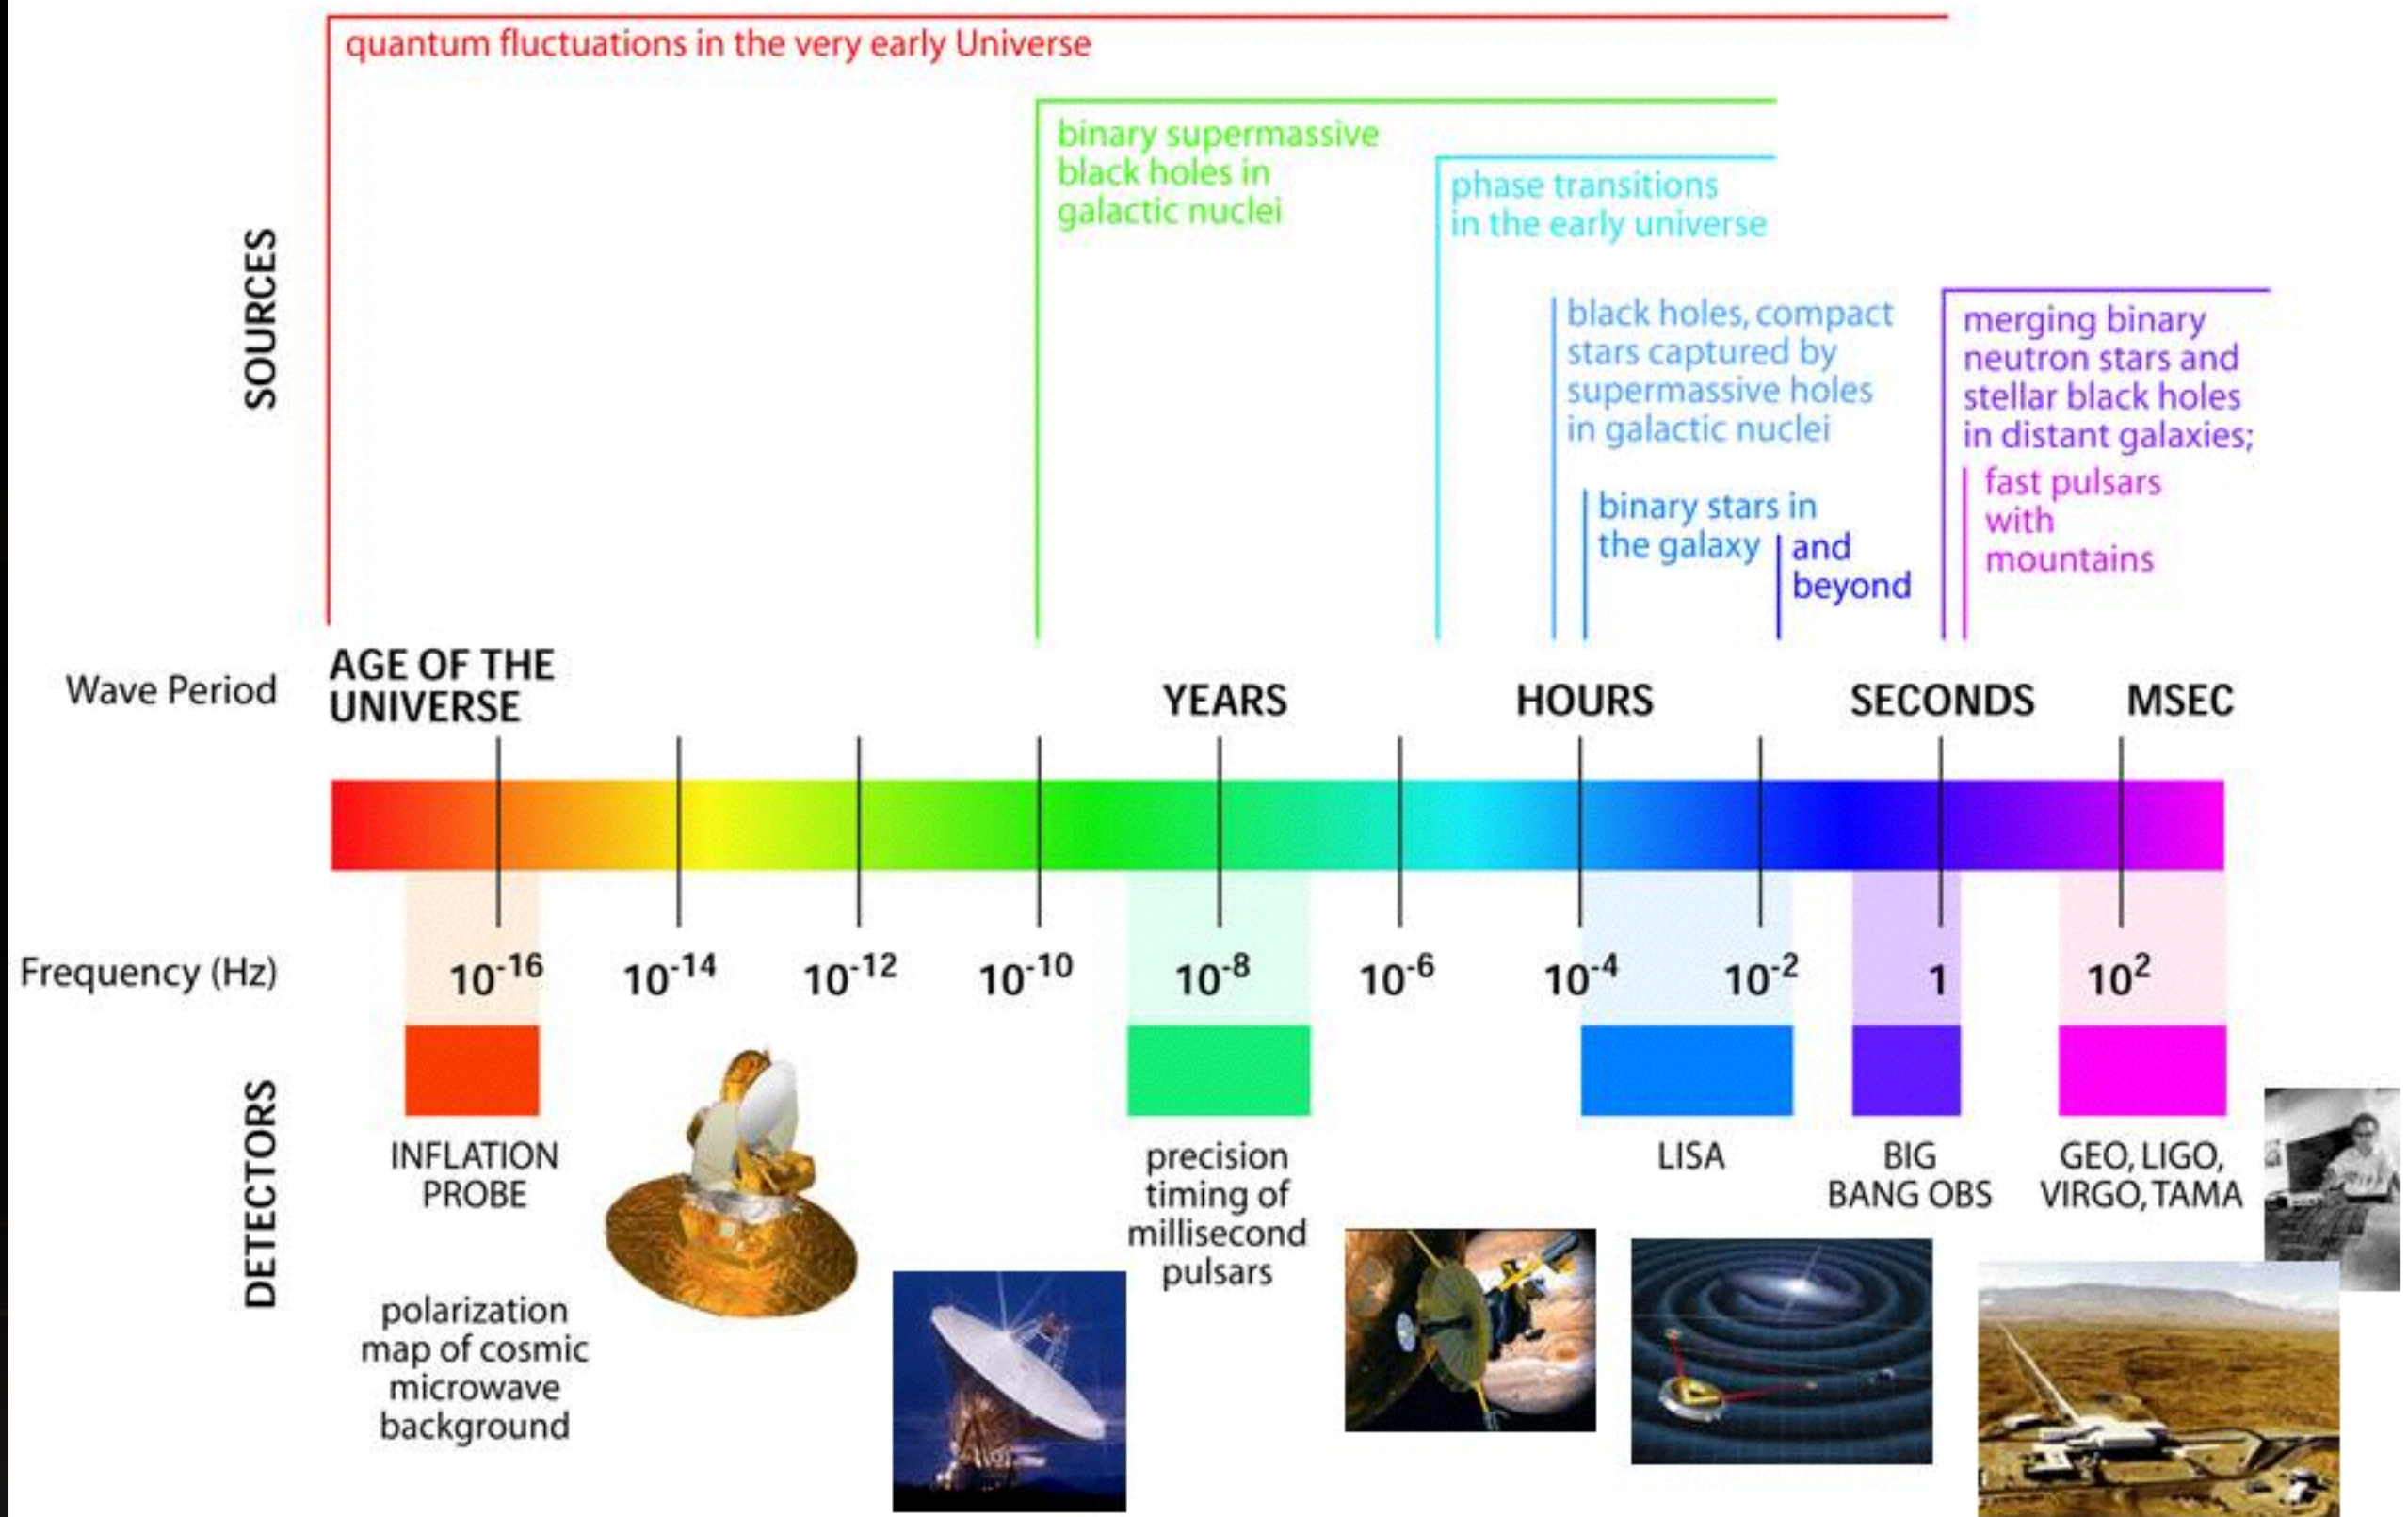 quantum fluctuations in the very early Universe
binary supermassive
black holes in
galactic nuclei
phase transitions
in the early universe
SOURCES
black holes, compact
stars captured by
supermassive holes
in galactic nuclei
merging binary
neutron stars and
stellar black holes
in distant galaxies;
fast pulsars
with
mountains
binary stars in
the galaxy
and
beyond
Wave Period
AGE OF THE
UNIVERSE
YEARS
HOURS
SECONDS
MSEC
Frequency (Hz)
10⁻¹⁶
10⁻¹⁴
10⁻¹²
10⁻¹⁰
10⁻⁸
10⁻⁶
10⁻⁴
10⁻²
1
10²
DETECTORS
INFLATION
PROBE
polarization
map of cosmic
microwave
background
precision
timing of
millisecond
pulsars
LISA
BIG
BANG OBS
GEO, LIGO,
VIRGO, TAMA